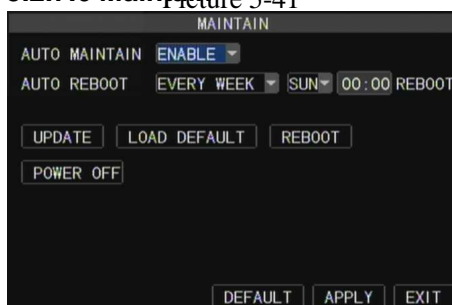 Picture 3-41
MAINTAIN
AUTO MAINTAIN ENABLE
AUTO REBOOT EVERY WEEK SUN 00:00 REBOOT
UPDATE LOAD DEFAULT REBOOT
POWER OFF
DEFAULT APPLY EXIT